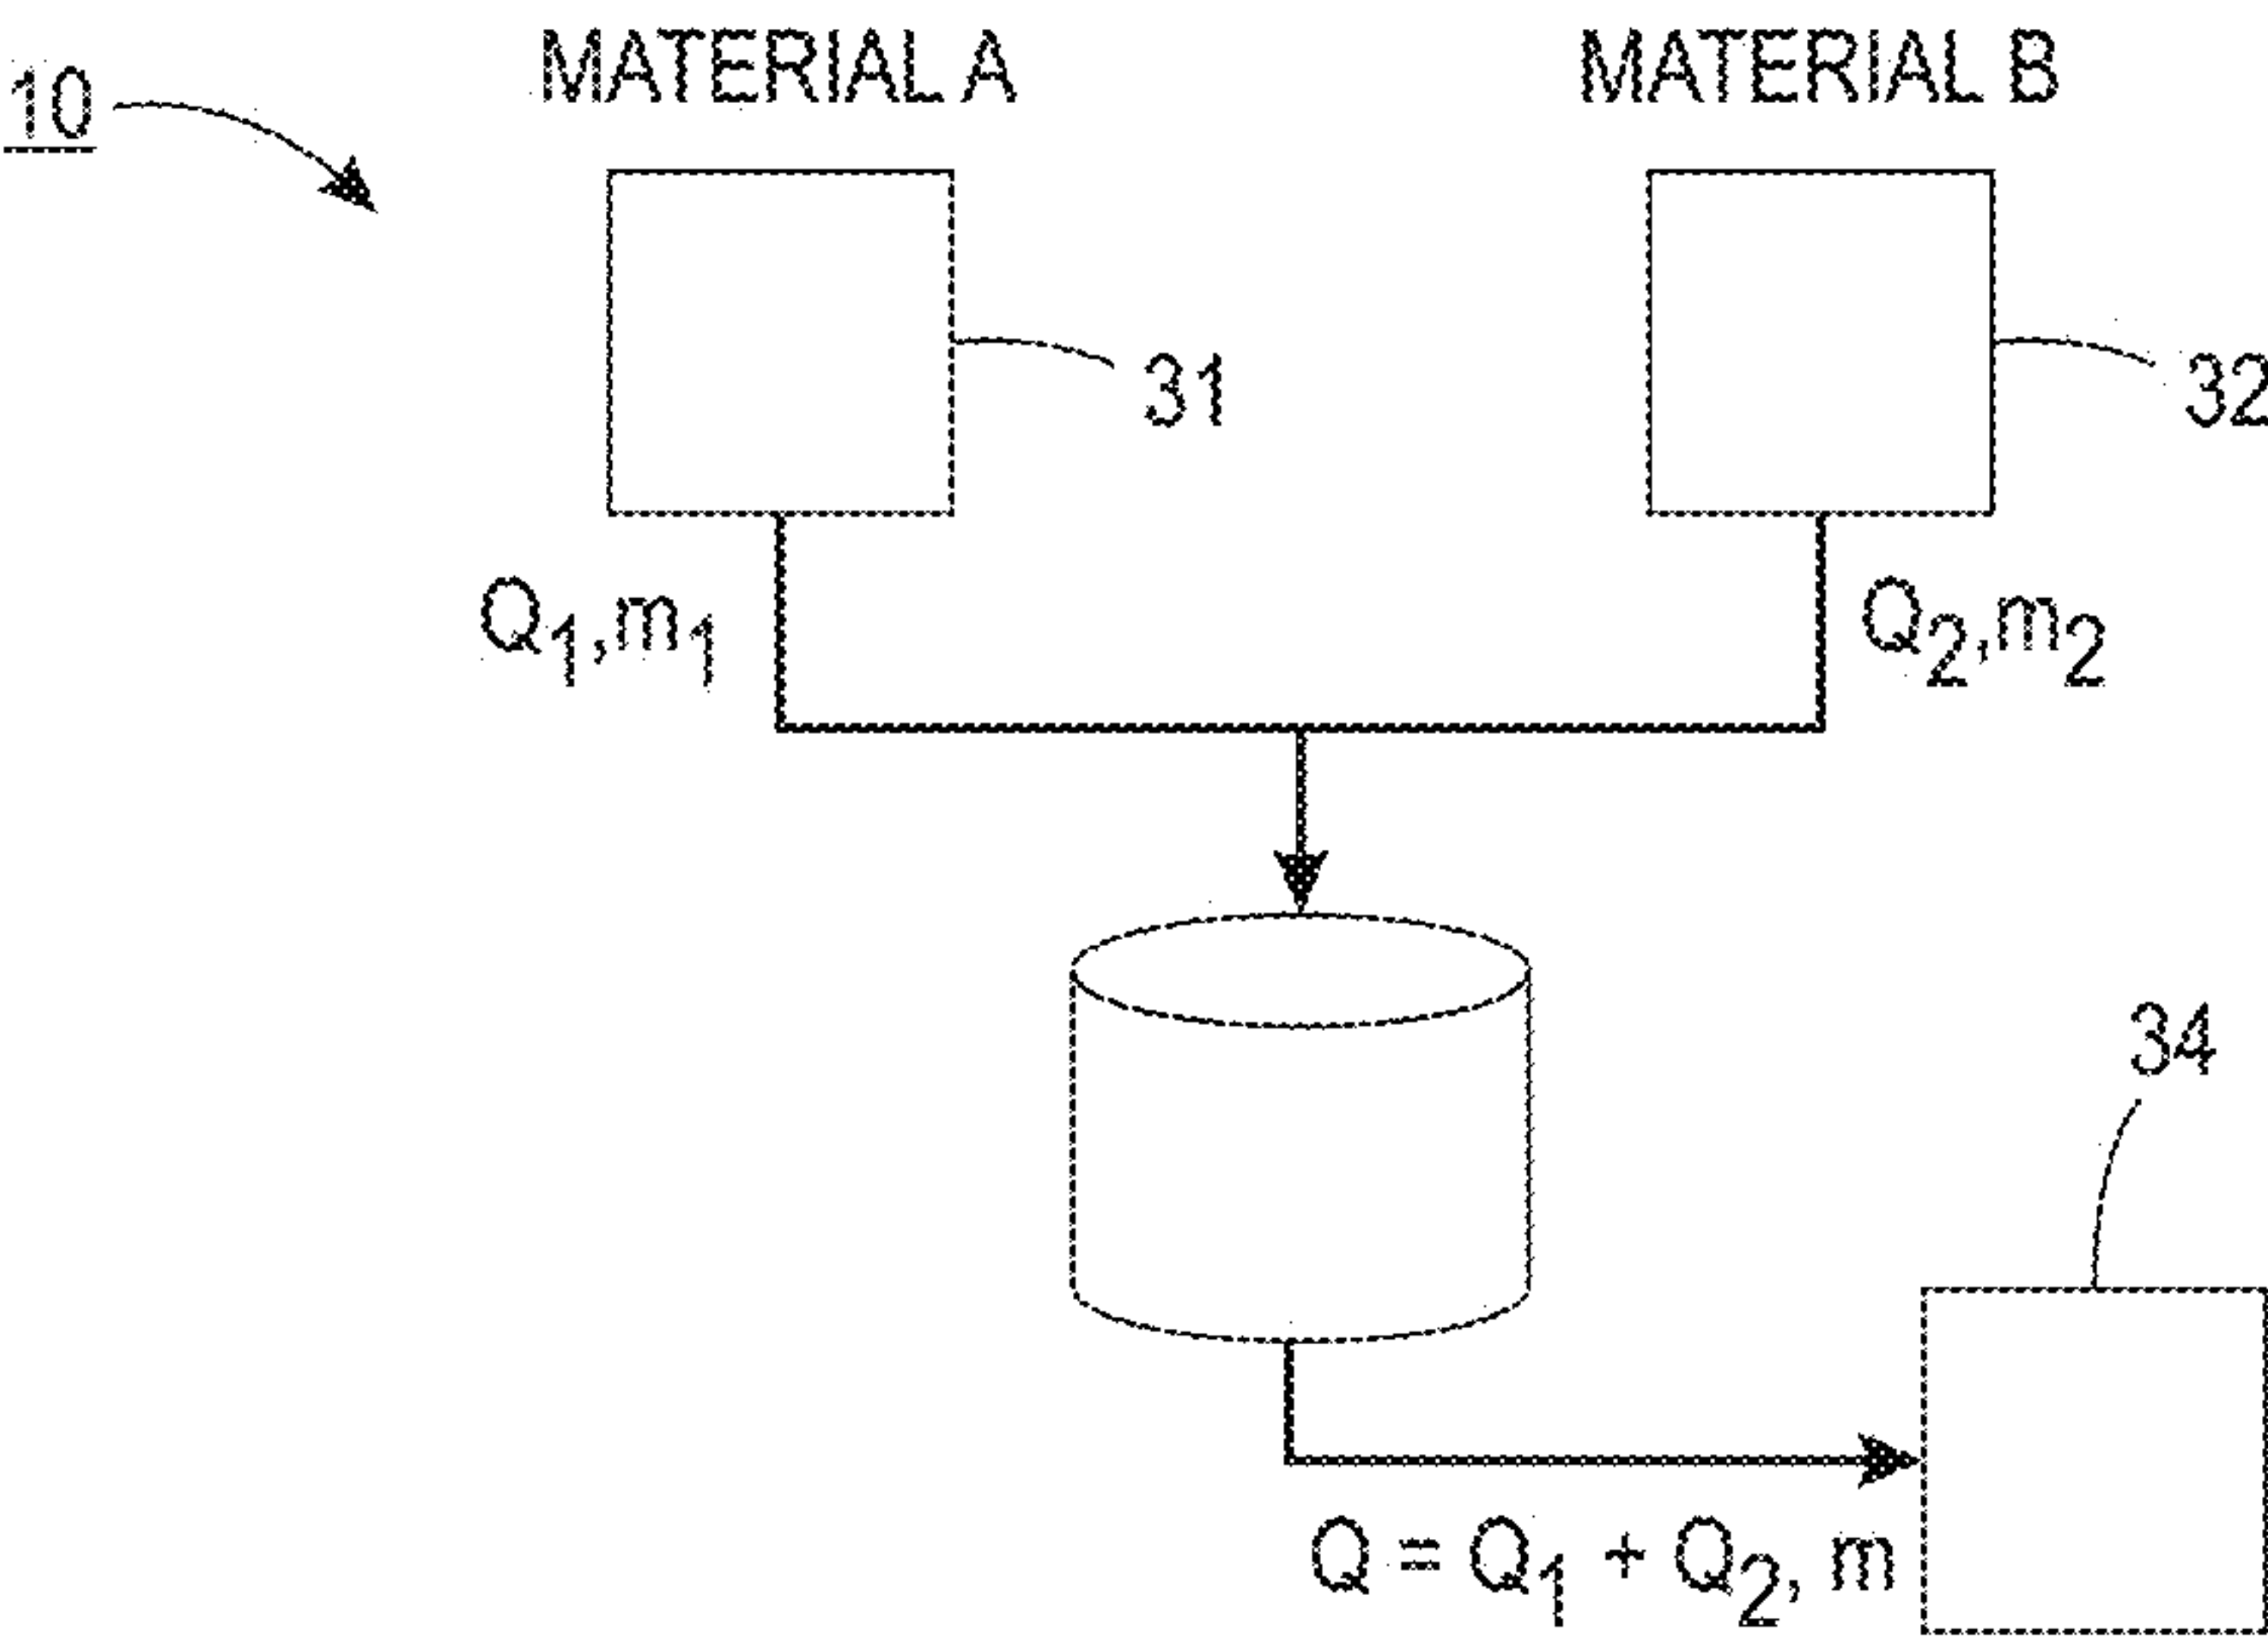 10
MATERIAL A
MATERIAL B
31
32
Q₁,m₁
Q₂,m₂
34
Q = Q₁ + Q₂, m